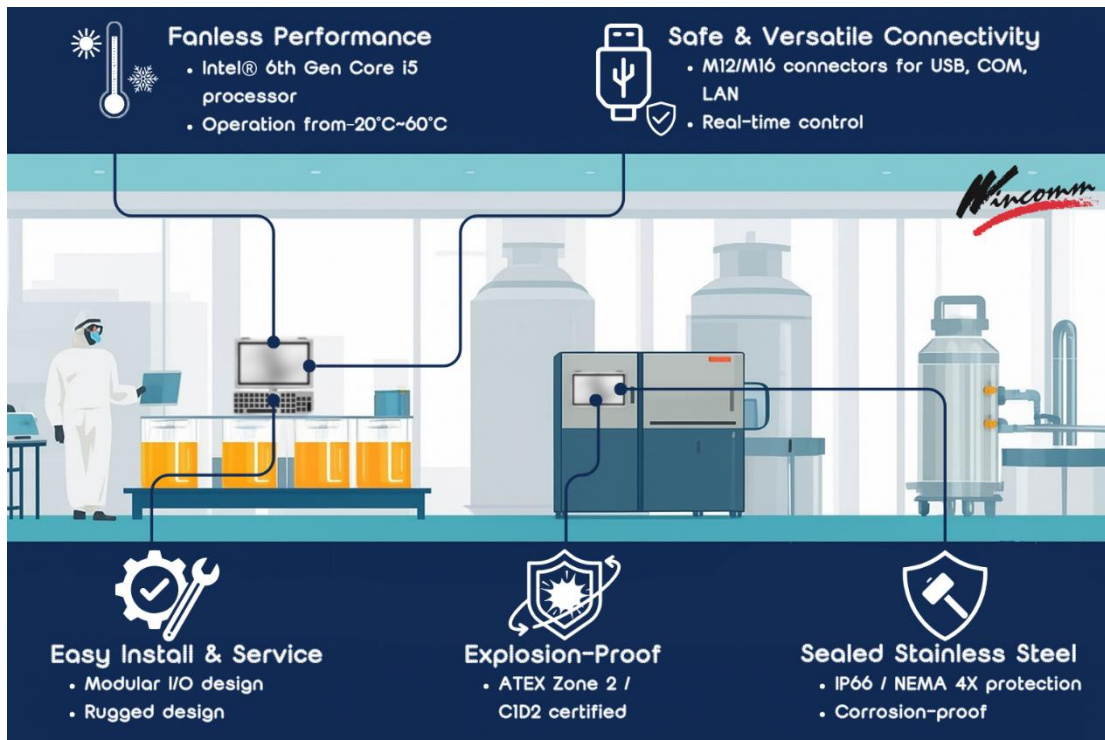 Fanless Performance
• Intel® 6th Gen Core i5
processor
• Operation from-20°C~60°C
Safe & Versatile Connectivity
• M12/M16 connectors for USB, COM,
LAN
• Real-time control
Wincomm
Easy Install & Service
• Modular I/O design
• Rugged design
Explosion-Proof
• ATEX Zone 2 /
C1D2 certified
Sealed Stainless Steel
• IP66 / NEMA 4X protection
• Corrosion-proof